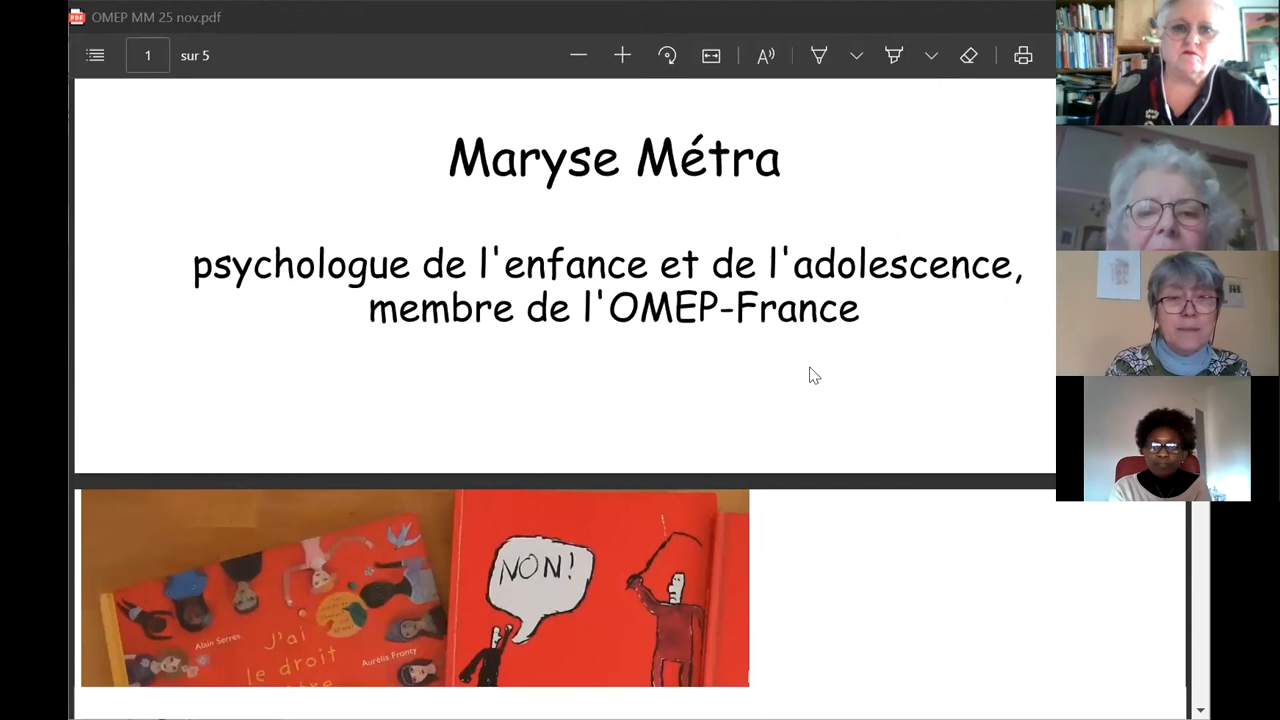 OMEP MM 25 nov.pdf
1 sur 5
Maryse Métra
psychologue de l'enfance et de l'adolescence,
membre de l'OMEP-France
NON!
Alain Serres
J'ai
le droit
Aurélia Fronty